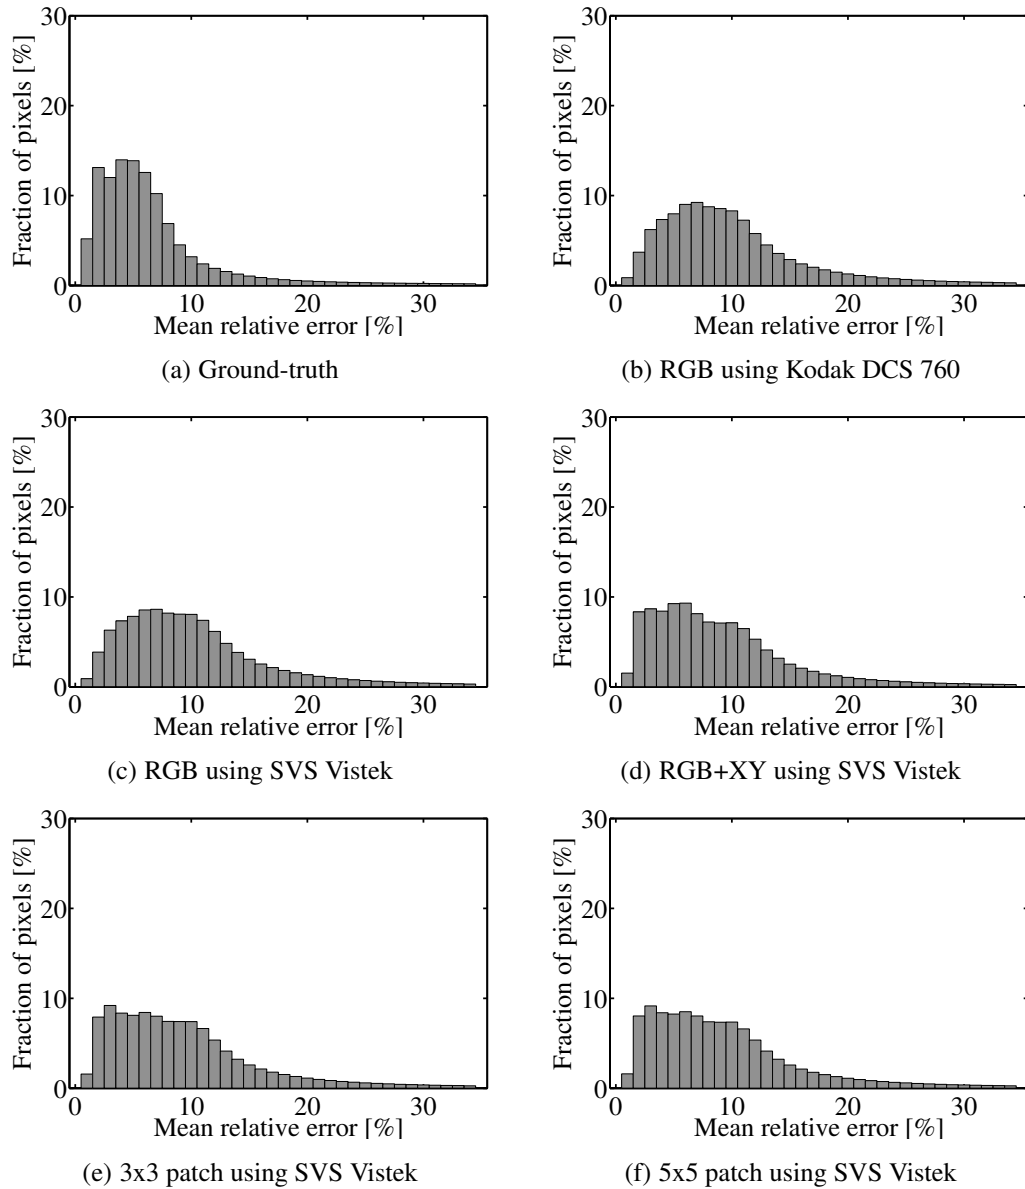 30
20
10
0
Fraction of pixels [%]
0 10 20 30
Mean relative error [%]
(a) Ground-truth
30
20
10
0
Fraction of pixels [%]
0 10 20 30
Mean relative error [%]
(b) RGB using Kodak DCS 760
30
20
10
0
Fraction of pixels [%]
0 10 20 30
Mean relative error [%]
(c) RGB using SVS Vistek
30
20
10
0
Fraction of pixels [%]
0 10 20 30
Mean relative error [%]
(d) RGB+XY using SVS Vistek
30
20
10
0
Fraction of pixels [%]
0 10 20 30
Mean relative error [%]
(e) 3x3 patch using SVS Vistek
30
20
10
0
Fraction of pixels [%]
0 10 20 30
Mean relative error [%]
(f) 5x5 patch using SVS Vistek